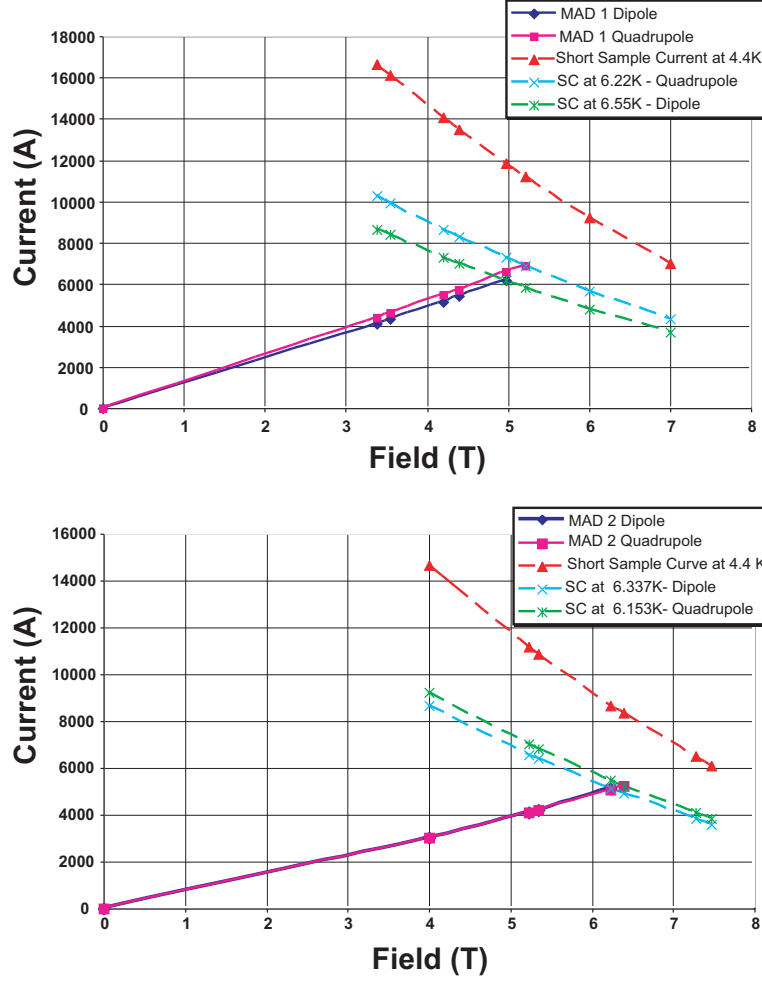 MAD 1 Dipole
MAD 1 Quadrupole
Short Sample Current at 4.4K
SC at 6.22K - Quadrupole
SC at 6.55K - Dipole
18000
16000
14000
12000
10000
8000
6000
4000
2000
0
Current (A)
0 1 2 3 4 5 6 7 8
Field (T)
MAD 2 Dipole
MAD 2 Quadrupole
Short Sample Curve at 4.4 K
SC at 6.337K- Dipole
SC at 6.153K- Quadrupole
16000
14000
12000
10000
8000
6000
4000
2000
0
Current (A)
0 1 2 3 4 5 6 7 8
Field (T)